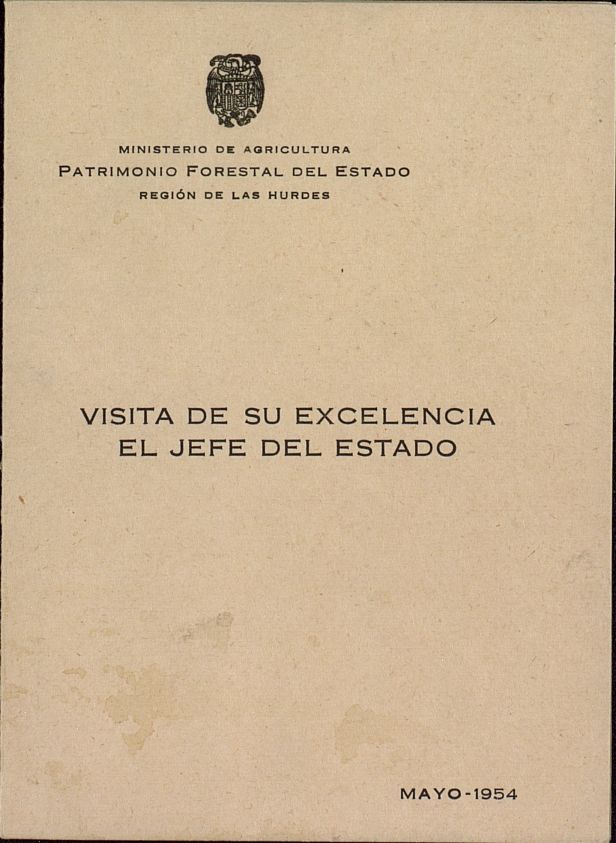 MINISTERIO DE AGRICULTURA
PATRIMONIO FORESTAL DEL ESTADO
REGIÓN DE LAS HURDES
VISITA DE SU EXCELENCIA
EL JEFE DEL ESTADO
MAYO-1954